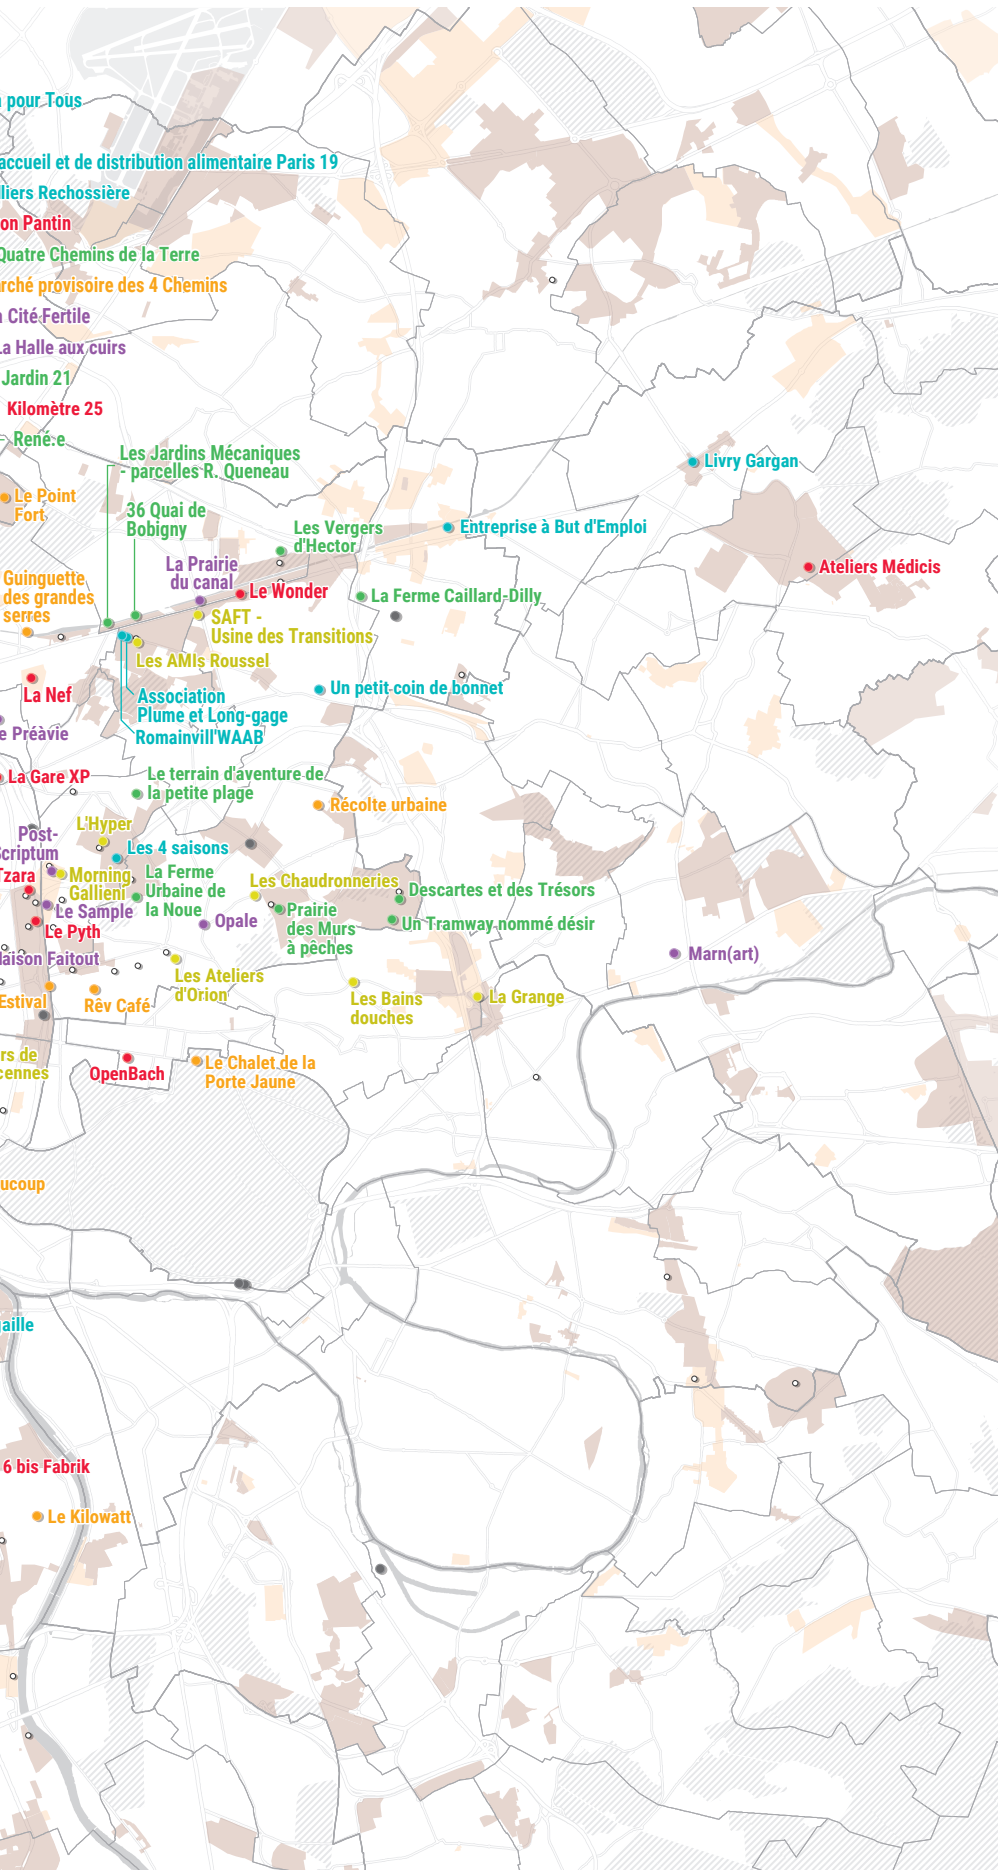 pour Tous
accueil et de distribution alimentaire Paris 19
lliers Rechossière
on Pantin
Quatre Chemins de la Terre
rché provisoire des 4 Chemins
a Cité Fertile
La Halle aux cuirs
Jardin 21
Kilomètre 25
René.e
Les Jardins Mécaniques
- parcelles R. Queneau
Livry Gargan
Le Point
Fort
36 Quai de
Bobigny
Les Vergers
d'Hector
Entreprise à But d'Emploi
La Prairie
du canal
Ateliers Médicis
Guinguette
des grandes
serres
Le Wonder
La Ferme Caillard-Dilly
SAFT -
Usine des Transitions
Les AMIs Roussel
La Nef
Association
Plume et Long-gage
Un petit coin de bonnet
e Préàvie
Romainvill'WAAB
La Gare XP
Le terrain d'aventure de
la petite plage
Récolte urbaine
L'Hyper
Post-
Scriptum
Les 4 saisons
Tzara
Morning
Gallieni
La Ferme
Urbaine de
la Noue
Les Chaudronneries
Descartes et des Trésors
Le Sample
Opale
Prairie
des Murs
à pêches
Un Tramway nommé désir
Le Pyth
Maison Faitout
Marn(art)
Les Ateliers
d'Orion
Estival
Rêv Café
Les Bains
douches
La Grange
rs de
cennes
OpenBach
Le Chalet de la
Porte Jaune
ucoup
aille
6 bis Fabrik
Le Kilowatt